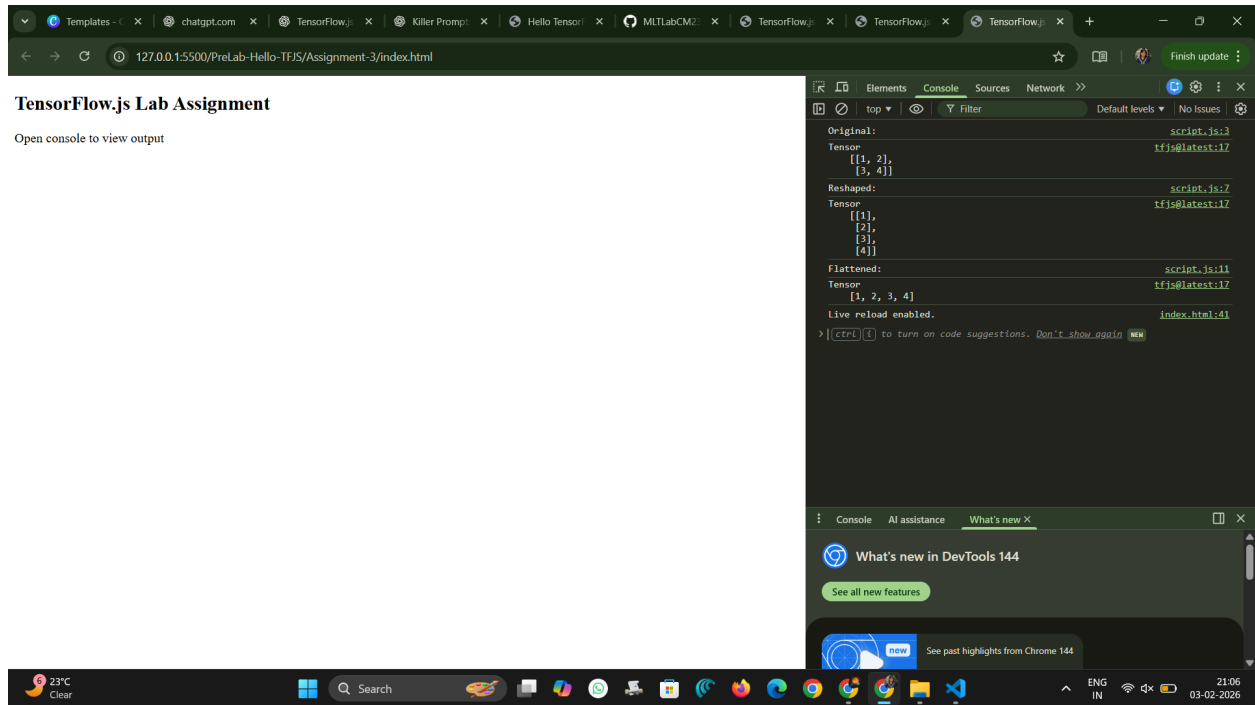 Templates - C
chatgpt.com
TensorFlow.js
Killer Prompt
Hello Tensorf
MLTLabCM23
TensorFlow.js
TensorFlow.js
TensorFlow.js
127.0.0.1:5500/PreLab-Hello-TFJS/Assignment-3/index.html
Finish update
TensorFlow.js Lab Assignment
Open console to view output
Elements Console Sources Network
top Filter Default levels No Issues
Original: script.js:3
Tensor tfjs@latest:17
[[1, 2],
[3, 4]]
Reshaped: script.js:7
Tensor tfjs@latest:17
[[1],
[2],
[3],
[4]]
Flattened: script.js:11
Tensor tfjs@latest:17
[1, 2, 3, 4]
Live reload enabled. index.html:41
ctrl i to turn on code suggestions. Don't show again NEW
Console AI assistance What's new
What's new in DevTools 144
See all new features
new
See past highlights from Chrome 144
6
23°C
Clear
Search
ENG
IN
21:06
03-02-2026